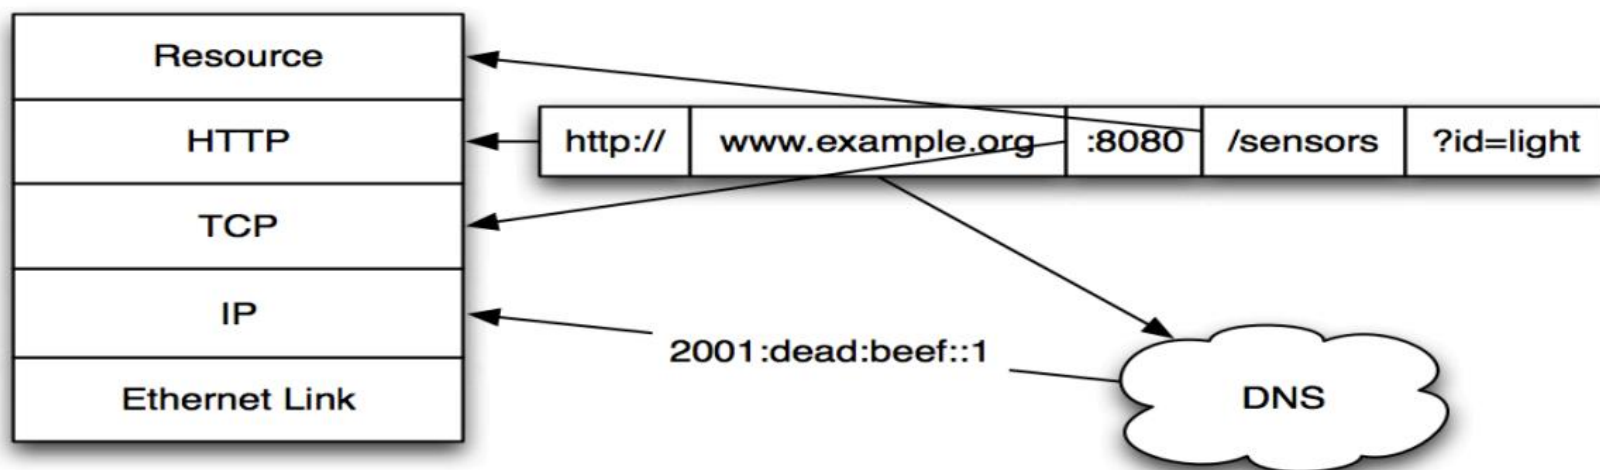 Resource
HTTP
TCP
IP
Ethernet Link
http:// www.example.org :8080 /sensors ?id=light
2001:dead:beef::1
DNS